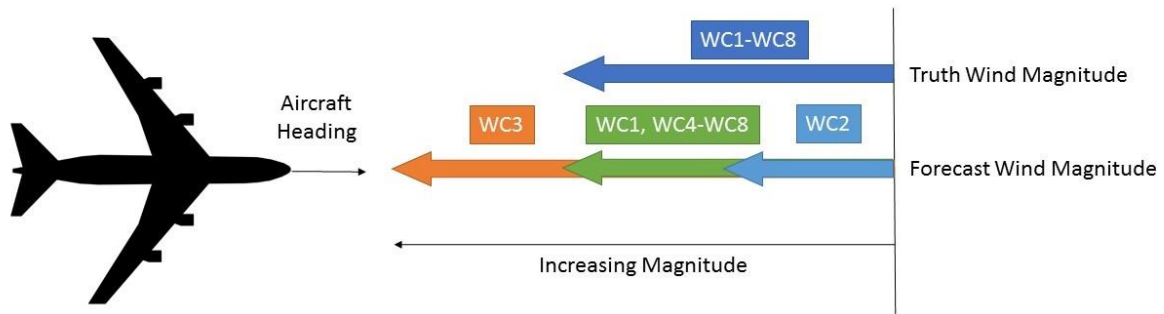 WC1-WC8
Truth Wind Magnitude
Aircraft
Heading
WC3
WC1, WC4-WC8
WC2
Forecast Wind Magnitude
Increasing Magnitude